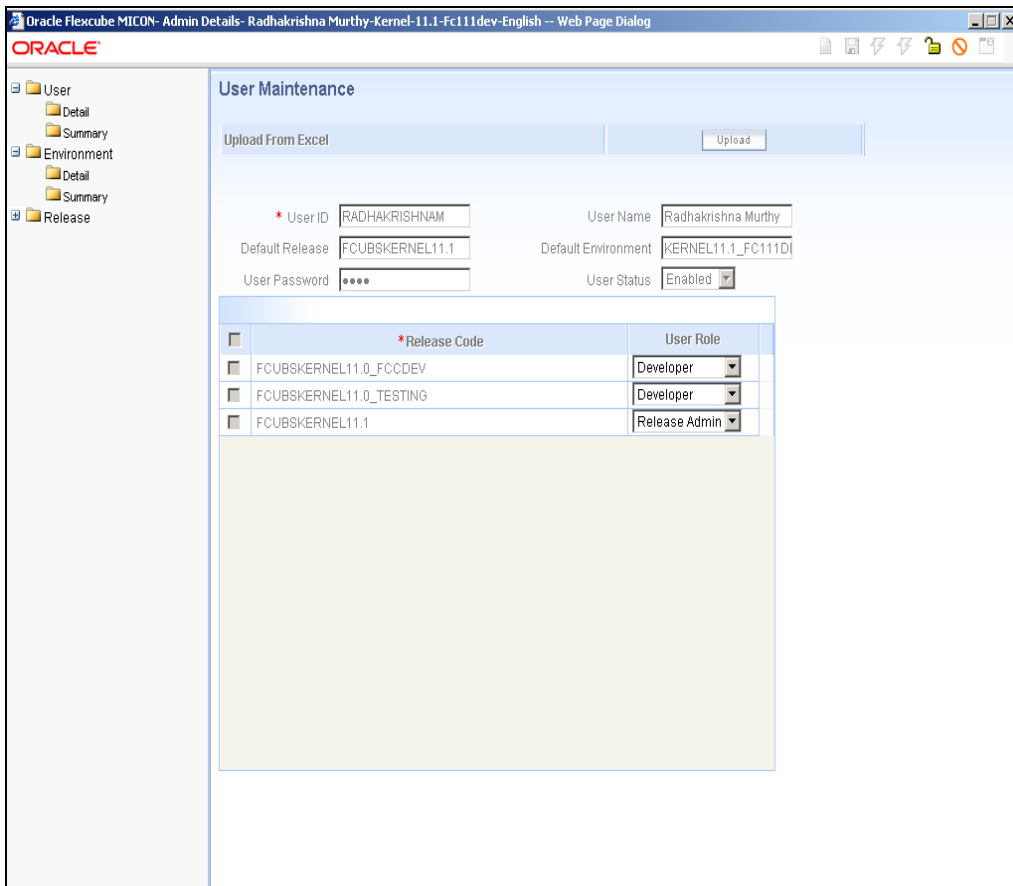 Oracle Flexcube MICON- Admin Details- Radhakrishna Murthy-Kernel-11.1-Fc111dev-English -- Web Page Dialog
ORACLE
User
Detail
Summary
Environment
Detail
Summary
Release
User Maintenance
Upload From Excel Upload
* User ID RADHAKRISHNAM User Name Radhakrishna Murthy
Default Release FCUBSKERNEL11.1 Default Environment KERNEL11.1_FC111D
User Password User Status Enabled
*Release Code User Role
FCUBSKERNEL11.0_FCCDEV Developer
FCUBSKERNEL11.0_TESTING Developer
FCUBSKERNEL11.1 Release Admin